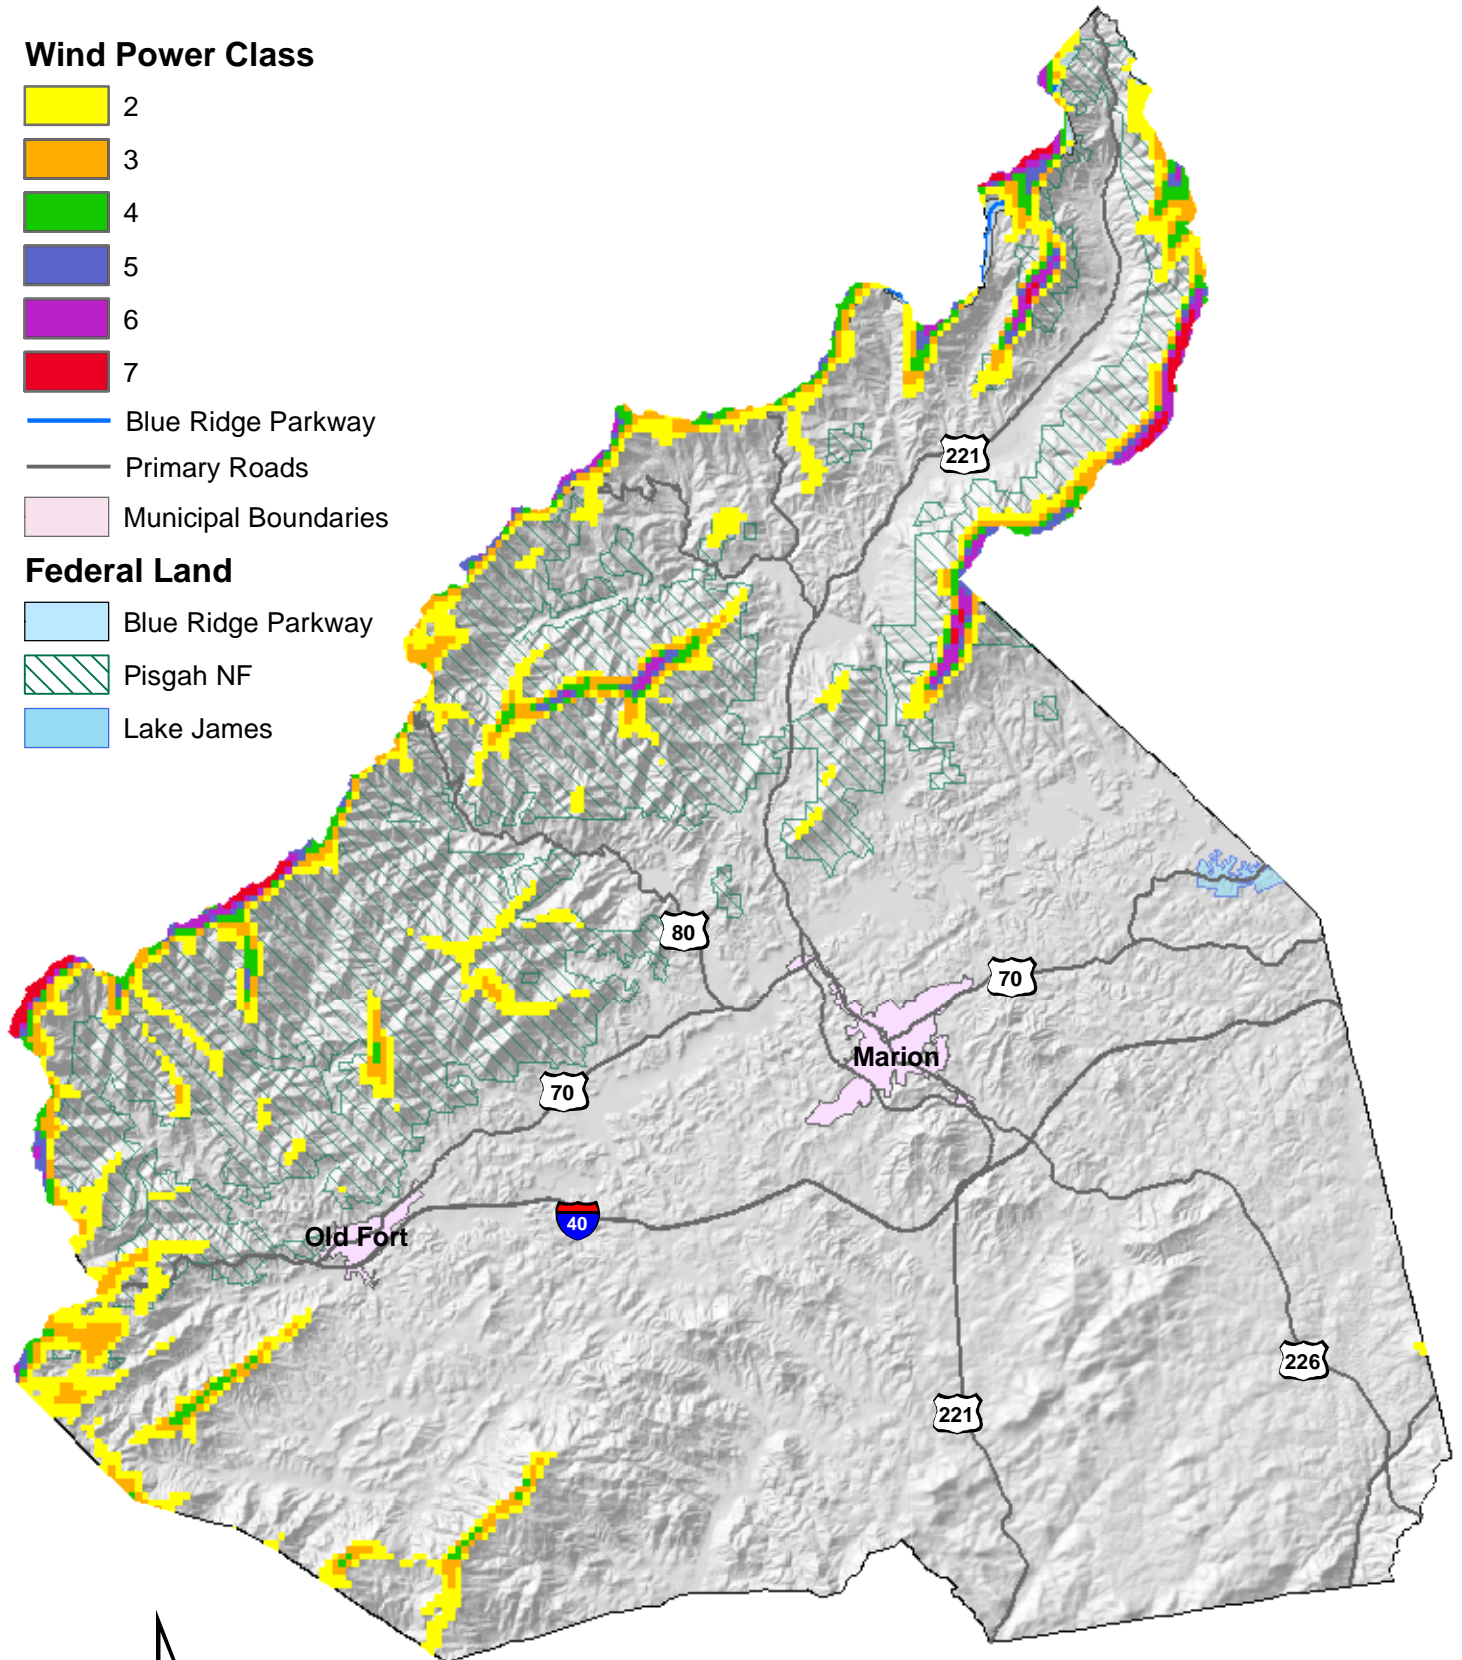 Wind Power Class
2
3
4
5
6
7
Blue Ridge Parkway
Primary Roads
Municipal Boundaries
Federal Land
Blue Ridge Parkway
Pisgah NF
Lake James
221
80
70
Marion
70
Old Fort
40
226
221